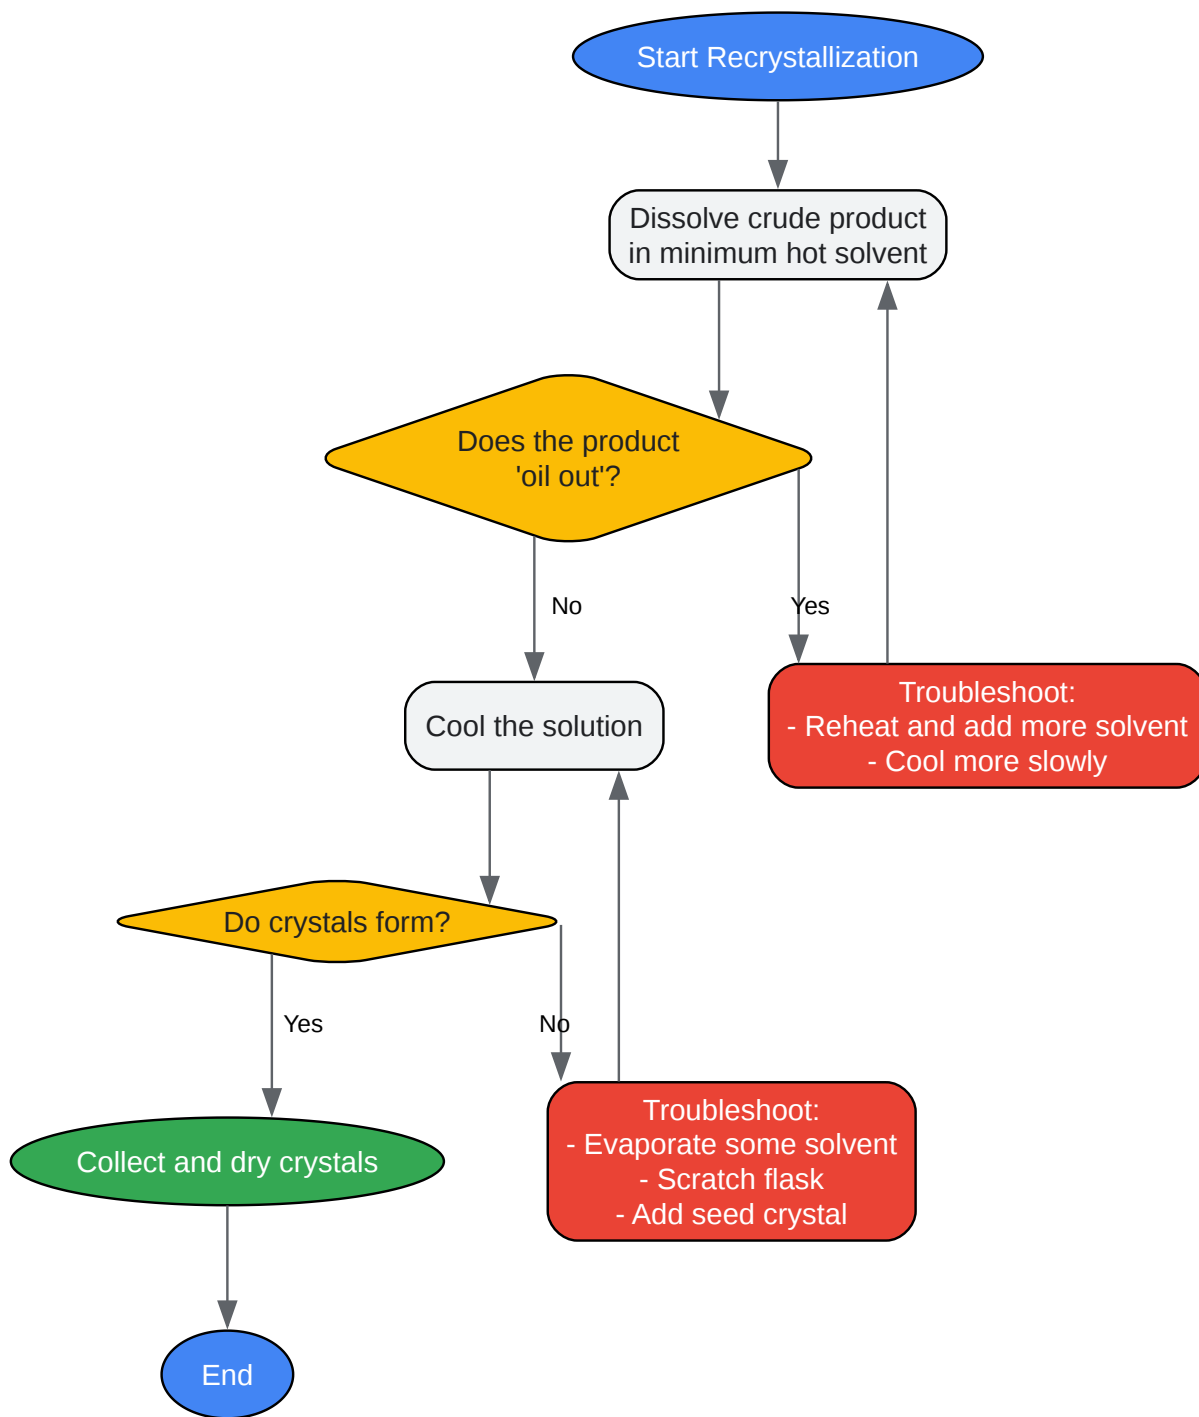 Start Recrystallization
Dissolve crude product
in minimum hot solvent
Does the product
'oil out'?
No
Yes
Troubleshoot:
- Reheat and add more solvent
- Cool more slowly
Cool the solution
Do crystals form?
Yes
No
Troubleshoot:
- Evaporate some solvent
- Scratch flask
- Add seed crystal
Collect and dry crystals
End